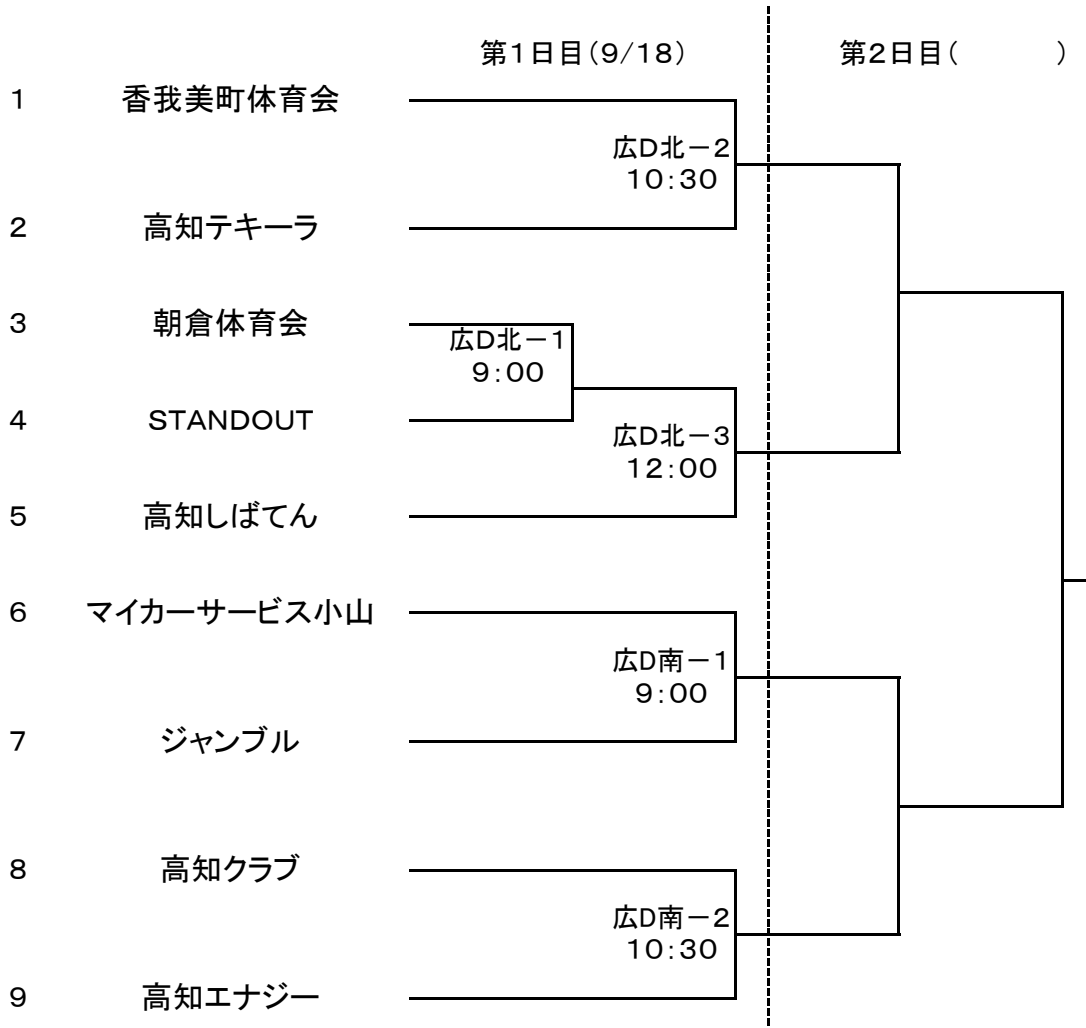 第1日目(9/18)
第2日目(　　　　)
1 香我美町体育会
広D北－2
10:30
2 高知テキーラ
3 朝倉体育会
広D北－1
9:00
4 STANDOUT
広D北－3
12:00
5 高知しばてん
6 マイカーサービス小山
広D南－1
9:00
7 ジャンブル
8 高知クラブ
広D南－2
10:30
9 高知エナジー